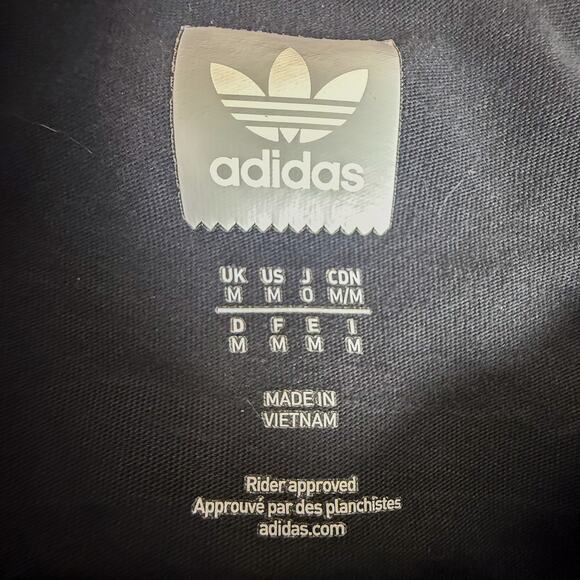 adidas
UK US J CDN
M M O M/M
D F E I
M M M M
MADE IN
VIETNAM
Rider approved
Approuvé par des planchistes
adidas.com